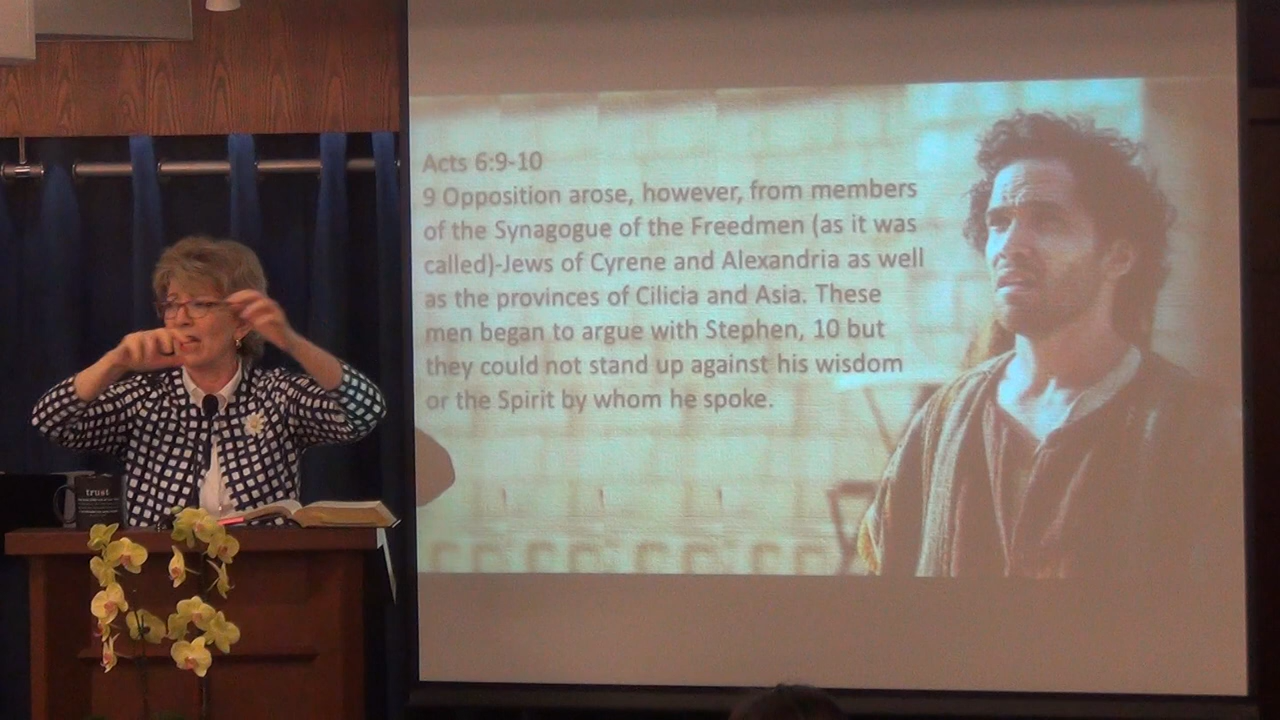 Acts 6:9-10
9 Opposition arose, however, from members
of the Synagogue of the Freedmen (as it was
called)-Jews of Cyrene and Alexandria as well
as the provinces of Cilicia and Asia. These
men began to argue with Stephen, 10 but
they could not stand up against his wisdom
or the Spirit by whom he spoke.
trust